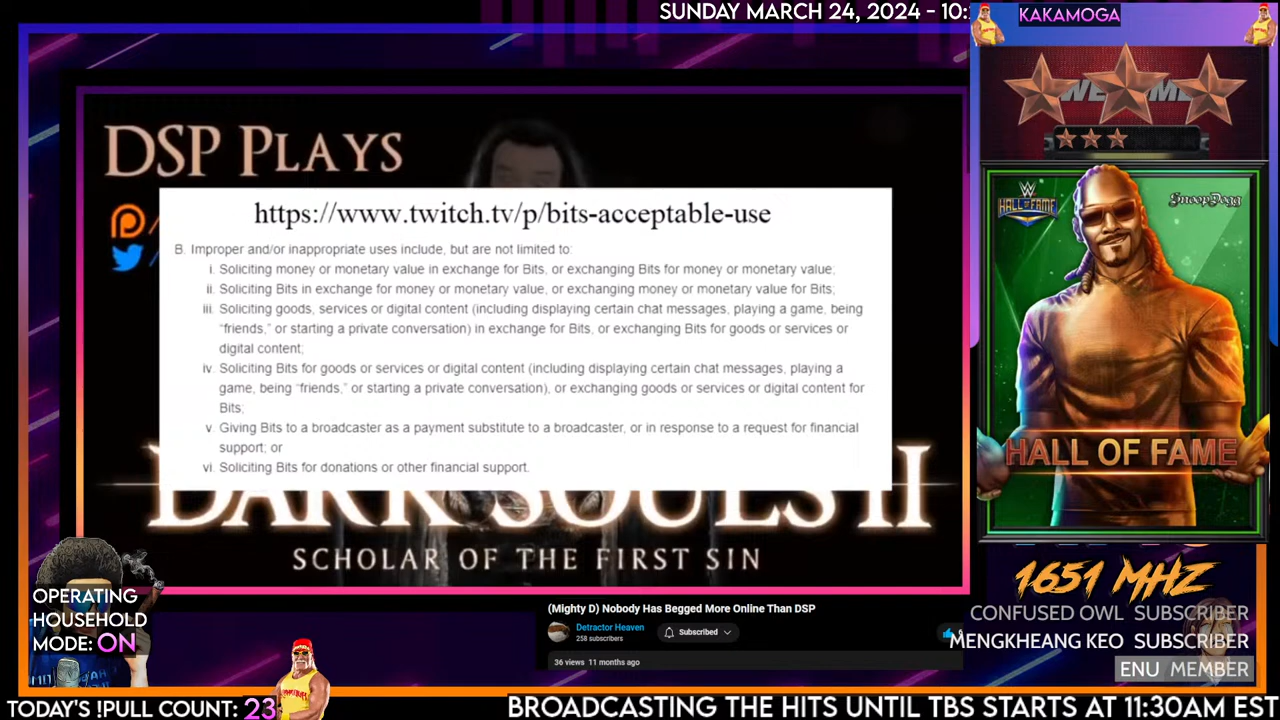 SUNDAY MARCH 24, 2024 - 10:
KAKAMOGA
DSP PLAYS
https://www.twitch.tv/p/bits-acceptable-use
B. Improper and/or inappropriate uses include, but are not limited to:
i. Soliciting money or monetary value in exchange for Bits, or exchanging Bits for money or monetary value;
ii. Soliciting Bits in exchange for money or monetary value, or exchanging money or monetary value for Bits;
iii. Soliciting goods, services or digital content (including displaying certain chat messages, playing a game, being
"friends," or starting a private conversation) in exchange for Bits, or exchanging Bits for goods or services or
digital content;
iv. Soliciting Bits for goods or services or digital content (including displaying certain chat messages, playing a
game, being "friends," or starting a private conversation), or exchanging goods or services or digital content for
Bits;
v. Giving Bits to a broadcaster as a payment substitute to a broadcaster, or in response to a request for financial
support; or
vi. Soliciting Bits for donations or other financial support.
DARK SOULS II
SCHOLAR OF THE FIRST SIN
W
HALL OF FAME
SnoopDogg
HALL OF FAME
OPERATING
HOUSEHOLD
MODE: ON
(Mighty D) Nobody Has Begged More Online Than DSP
Detractor Heaven
258 subscribers
Subscribed
36 views 11 months ago
1651 MHZ
CONFUSED OWL SUBSCRIBER
MENGKHEANG KEO SUBSCRIBER
ENU MEMBER
TODAY'S !PULL COUNT: 23
BROADCASTING THE HITS UNTIL TBS STARTS AT 11:30AM EST